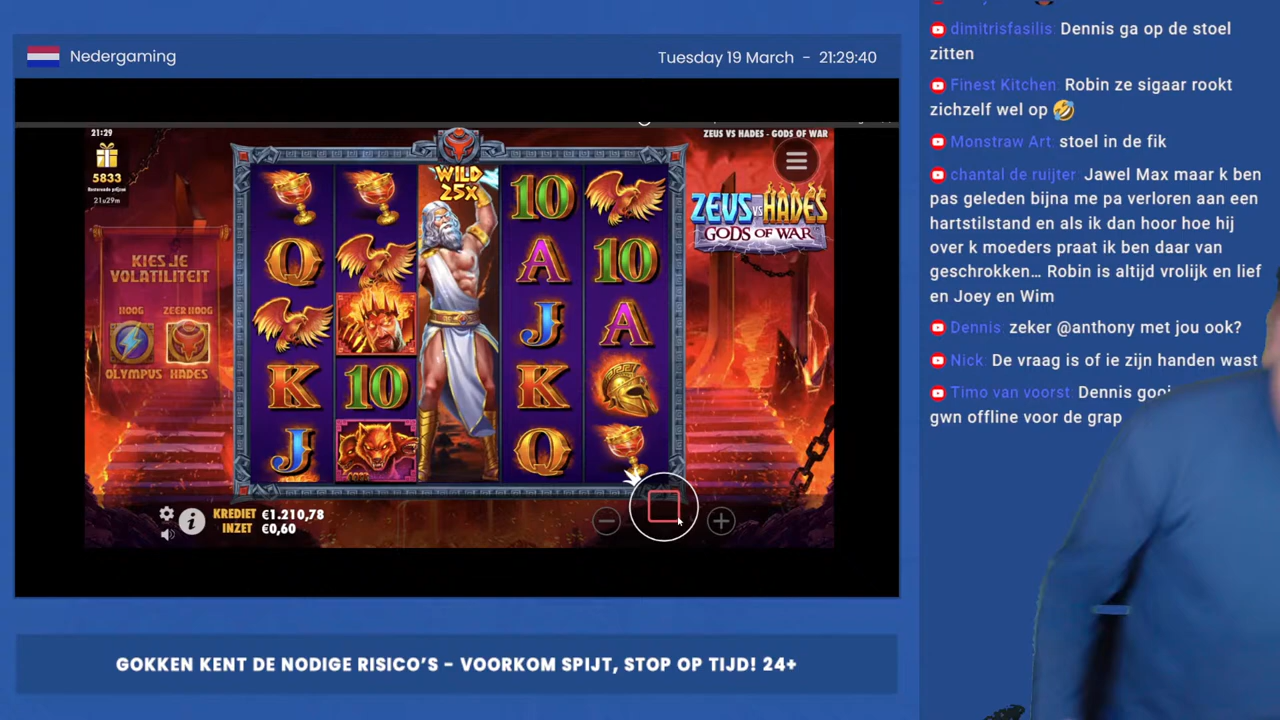 Nedergaming
Tuesday 19 March - 21:29:40
21:29
5833
21u29m
KIES JE
VOLATILITEIT
HOOG
ZEER HOOG
OLYMPUS
HADES
WILD
25X
10
Q
A
10
J
A
K
10
K
J
Q
ZEUS VS HADES - GODS OF WAR
ZEUS VS HADES
GODS OF WAR
KREDIET €1.210,78
INZET €0,60
GOKKEN KENT DE NODIGE RISICO'S - VOORKOM SPIJT, STOP OP TIJD! 24+
dimitrisfasilis: Dennis ga op de stoel
zitten
Finest Kitchen: Robin ze sigaar rookt
zichzelf wel op 🤣
Monstraw Art: stoel in de fik
chantal de ruijter: Jawel Max maar k ben
pas geleden bijna me pa verloren aan een
hartstilstand en als ik dan hoor hoe hij
over k moeders praat ik ben daar van
geschrokken… Robin is altijd vrolijk en lief
en Joey en Wim
Dennis: zeker @anthony met jou ook?
Nick: De vraag is of ie zijn handen wast
Timo van voorst: Dennis gooi
gwn offline voor de grap